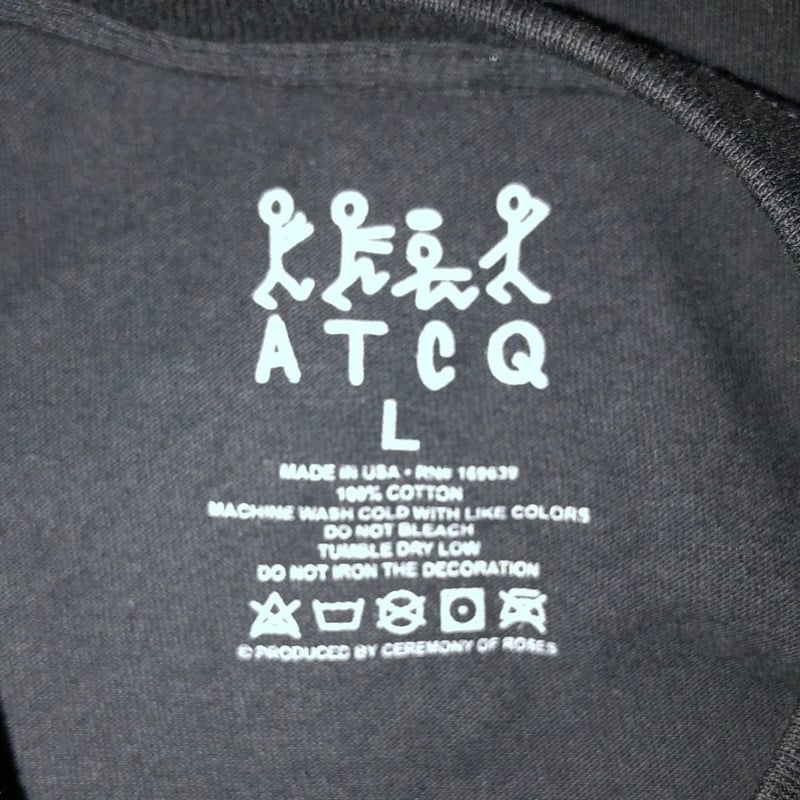 A T C Q
L
MADE IN USA • RN# 169639
100% COTTON
MACHINE WASH COLD WITH LIKE COLORS
DO NOT BLEACH
TUMBLE DRY LOW
DO NOT IRON THE DECORATION
© PRODUCED BY CEREMONY OF ROSES